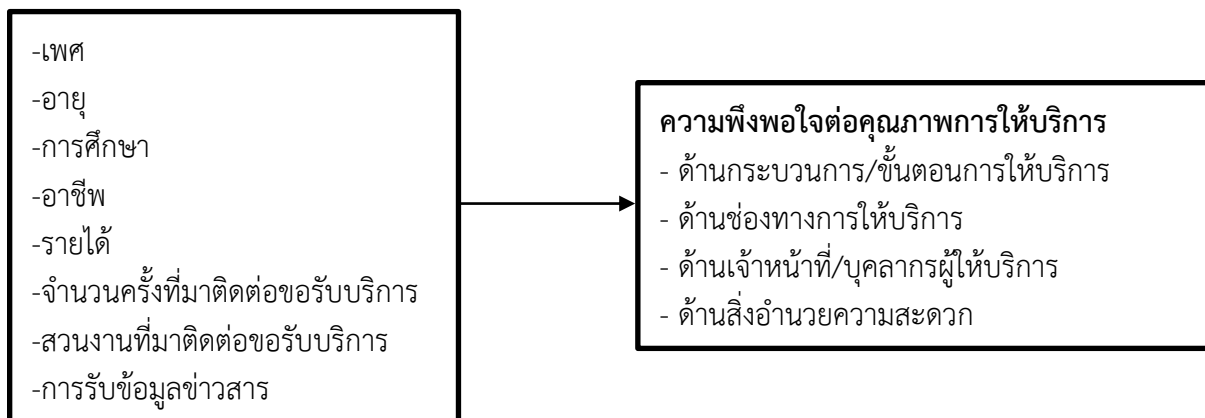 -เพศ
-อายุ
-การศึกษา
-อาชีพ
-รายได้
-จำนวนครั้งที่มาติดต่อขอรับบริการ
-สวนงานที่มาติดต่อขอรับบริการ
-การรับข้อมูลข่าวสาร
ความพึงพอใจต่อคุณภาพการให้บริการ
- ด้านกระบวนการ/ขั้นตอนการให้บริการ
- ด้านช่องทางการให้บริการ
- ด้านเจ้าหน้าที่/บุคลากรผู้ให้บริการ
- ด้านสิ่งอำนวยความสะดวก